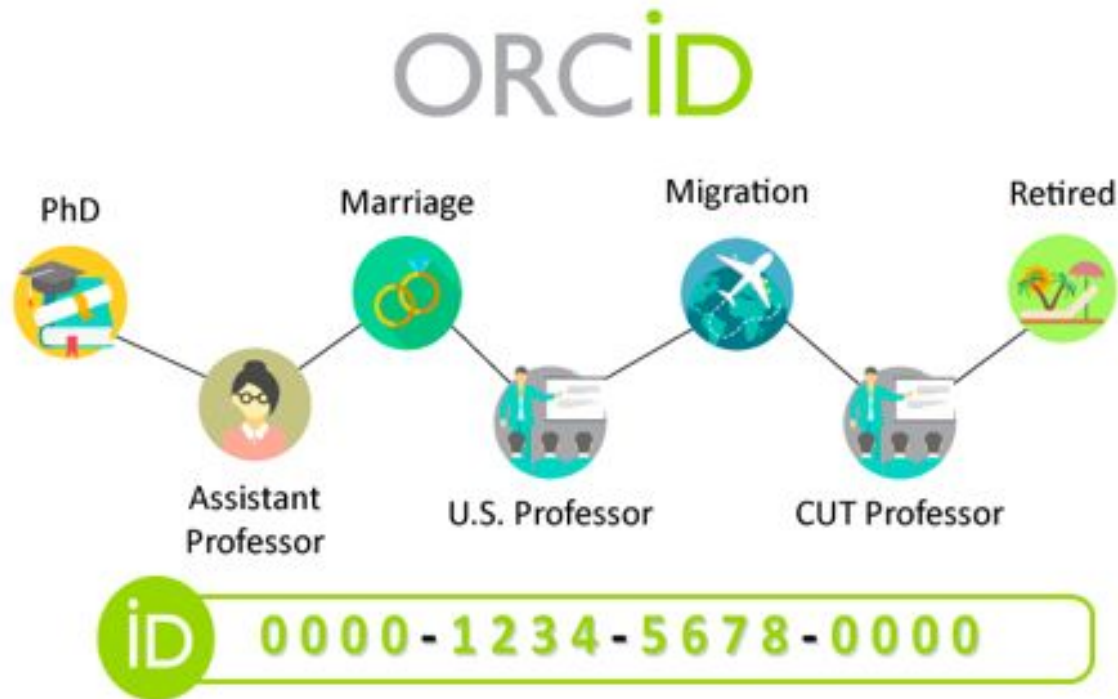 ORCiD
PhD
Marriage
Migration
Retired
Assistant
Professor
U.S. Professor
CUT Professor
iD 0000-1234-5678-0000